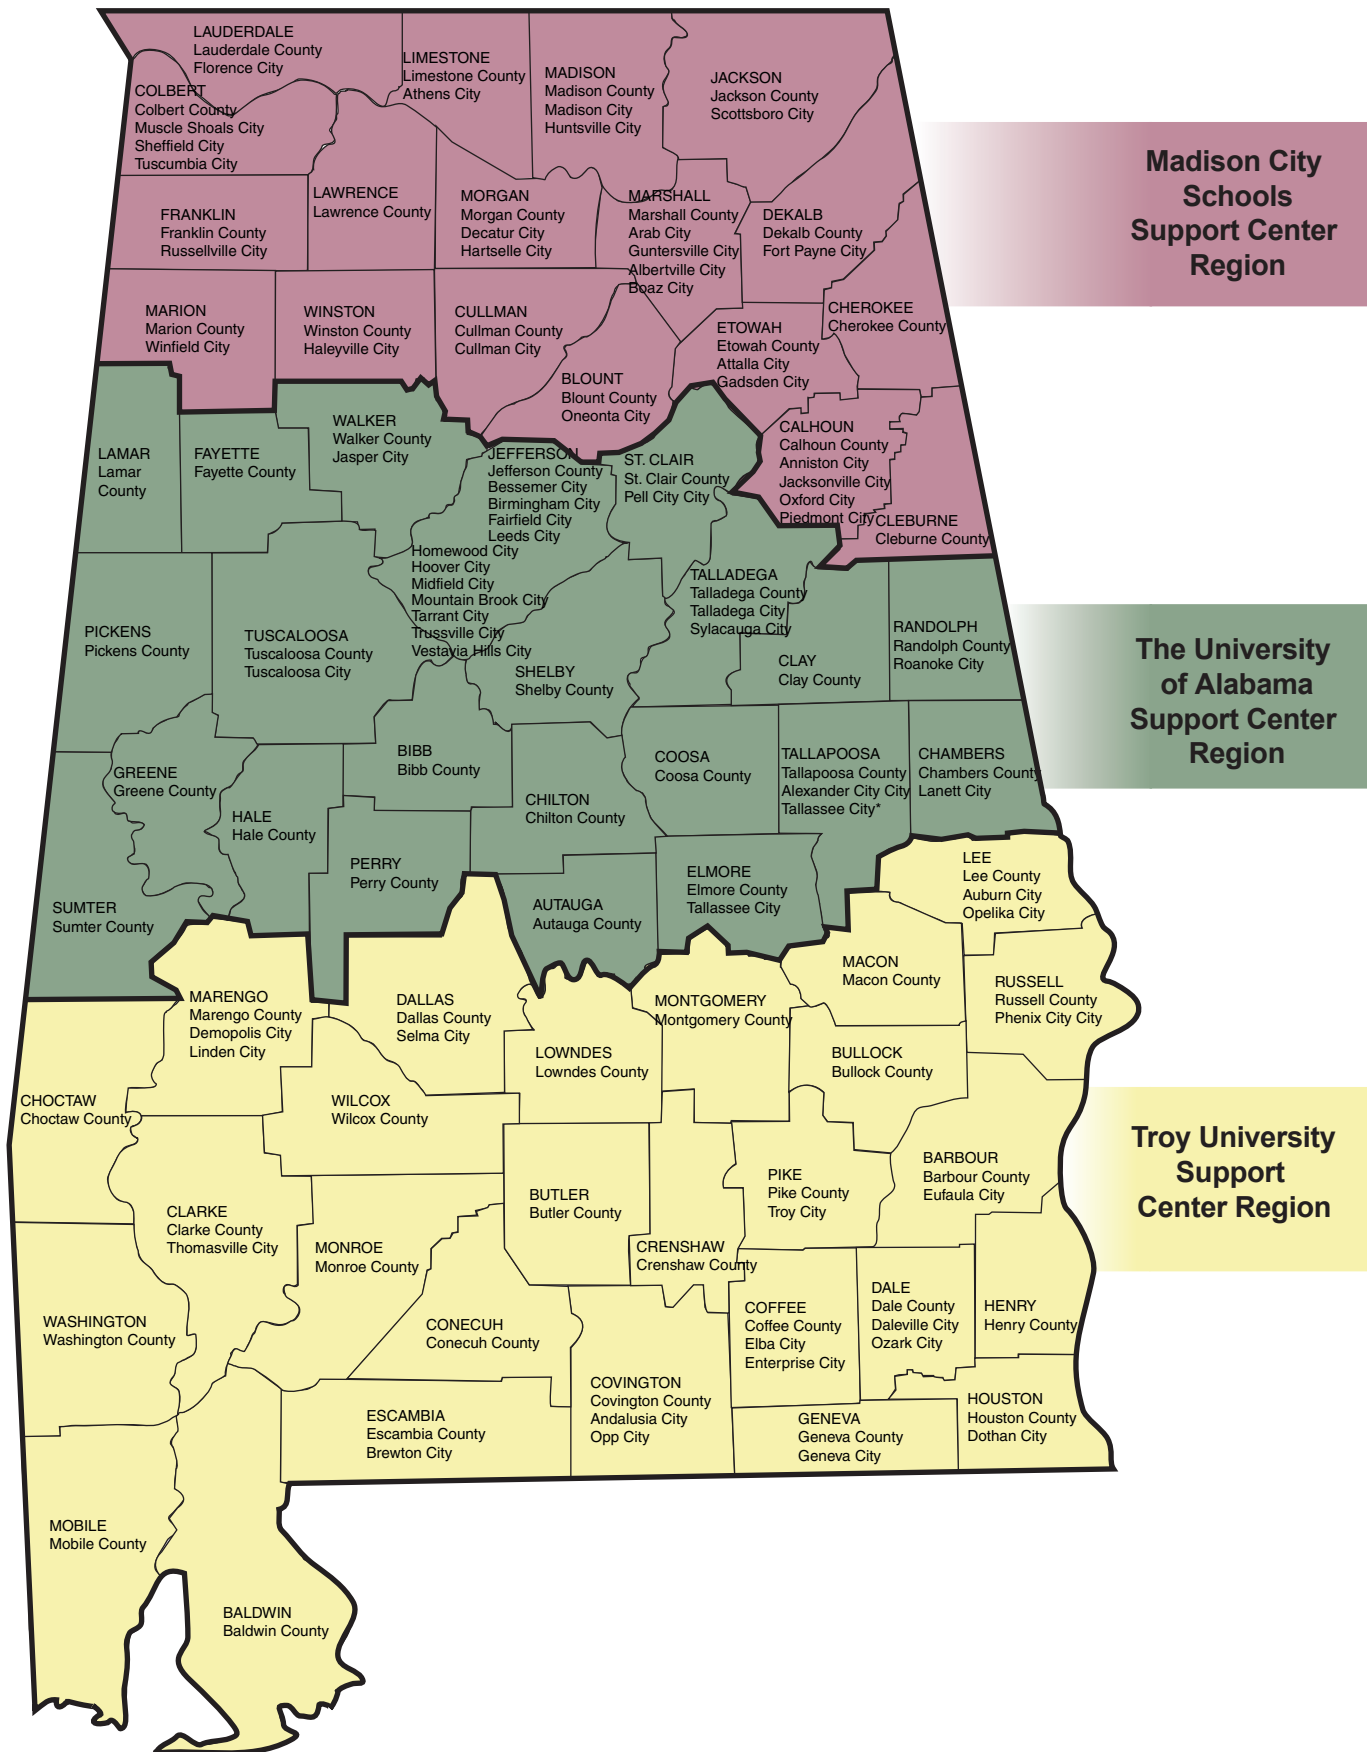 LAUDERDALE
Lauderdale County
Florence City
LIMESTONE
Limestone County
Athens City
MADISON
Madison County
Madison City
Huntsville City
JACKSON
Jackson County
Scottsboro City
COLBERT
Colbert County
Muscle Shoals City
Sheffield City
Tuscumbia City
FRANKLIN
Franklin County
Russellville City
LAWRENCE
Lawrence County
MORGAN
Morgan County
Decatur City
Hartselle City
MARSHALL
Marshall County
Arab City
Guntersville City
Albertville City
Boaz City
DEKALB
Dekalb County
Fort Payne City
Madison City
Schools
Support Center
Region
MARION
Marion County
Winfield City
WINSTON
Winston County
Haleyville City
CULLMAN
Cullman County
Cullman City
BLOUNT
Blount County
Oneonta City
ETOWAH
Etowah County
Attalla City
Gadsden City
CHEROKEE
Cherokee County
CALHOUN
Calhoun County
Anniston City
Jacksonville City
Oxford City
Piedmont City
CLEBURNE
Cleburne County
LAMAR
Lamar
County
FAYETTE
Fayette County
WALKER
Walker County
Jasper City
JEFFERSON
Jefferson County
Bessemer City
Birmingham City
Fairfield City
Leeds City
Homewood City
Hoover City
Midfield City
Mountain Brook City
Tarrant City
Trussville City
Vestavia Hills City
ST. CLAIR
St. Clair County
Pell City City
TALLADEGA
Talladega County
Talladega City
Sylacauga City
PICKENS
Pickens County
TUSCALOOSA
Tuscaloosa County
Tuscaloosa City
SHELBY
Shelby County
CLAY
Clay County
RANDOLPH
Randolph County
Roanoke City
The University
of Alabama
Support Center
Region
GREENE
Greene County
HALE
Hale County
BIBB
Bibb County
CHILTON
Chilton County
COOSA
Coosa County
TALLAPOOSA
Tallapoosa County
Alexander City City
Tallassee City*
CHAMBERS
Chambers County
Lanett City
SUMTER
Sumter County
PERRY
Perry County
AUTAUGA
Autauga County
ELMORE
Elmore County
Tallassee City
LEE
Lee County
Auburn City
Opelika City
MARENGO
Marengo County
Demopolis City
Linden City
DALLAS
Dallas County
Selma City
LOWNDES
Lowndes County
MONTGOMERY
Montgomery County
MACON
Macon County
BULLOCK
Bullock County
RUSSELL
Russell County
Phenix City City
CHOCTAW
Choctaw County
WILCOX
Wilcox County
CLARKE
Clarke County
Thomasville City
MONROE
Monroe County
BUTLER
Butler County
CRENSHAW
Crenshaw County
PIKE
Pike County
Troy City
BARBOUR
Barbour County
Eufaula City
Troy University
Support
Center Region
WASHINGTON
Washington County
CONECUH
Conecuh County
COFFEE
Coffee County
Elba City
Enterprise City
DALE
Dale County
Daleville City
Ozark City
HENRY
Henry County
ESCAMBIA
Escambia County
Brewton City
COVINGTON
Covington County
Andalusia City
Opp City
GENEVA
Geneva County
Geneva City
HOUSTON
Houston County
Dothan City
MOBILE
Mobile County
BALDWIN
Baldwin County